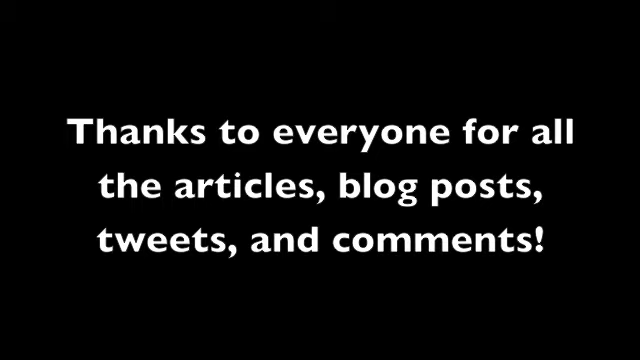 Thanks to everyone for all
the articles, blog posts,
tweets, and comments!